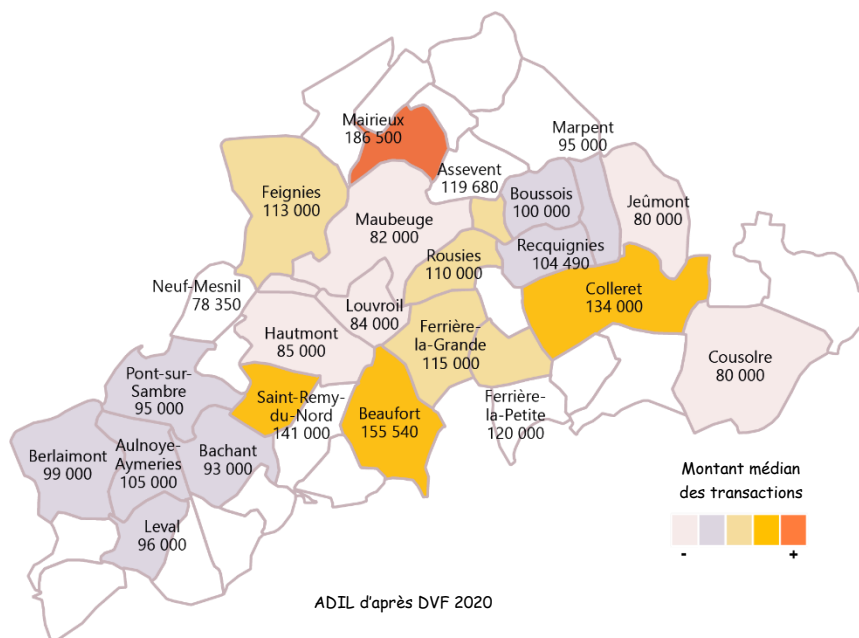 Mairieux
186 500
Marpent
95 000
Assevent
119 680
Feignies
113 000
Boussois
100 000
Jeûmont
80 000
Maubeuge
82 000
Rousies
110 000
Recquignies
104 490
Neuf-Mesnil
78 350
Colleret
134 000
Louvroil
84 000
Hautmont
85 000
Ferrière-
la-Grande
115 000
Cousolre
80 000
Pont-sur-
Sambre
95 000
Saint-Remy-
du-Nord
141 000
Beaufort
155 540
Ferrière-
la-Petite
120 000
Berlaimont
99 000
Aulnoye-
Aymeries
105 000
Bachant
93 000
Leval
96 000
Montant médian
des transactions
- +
ADIL d'après DVF 2020